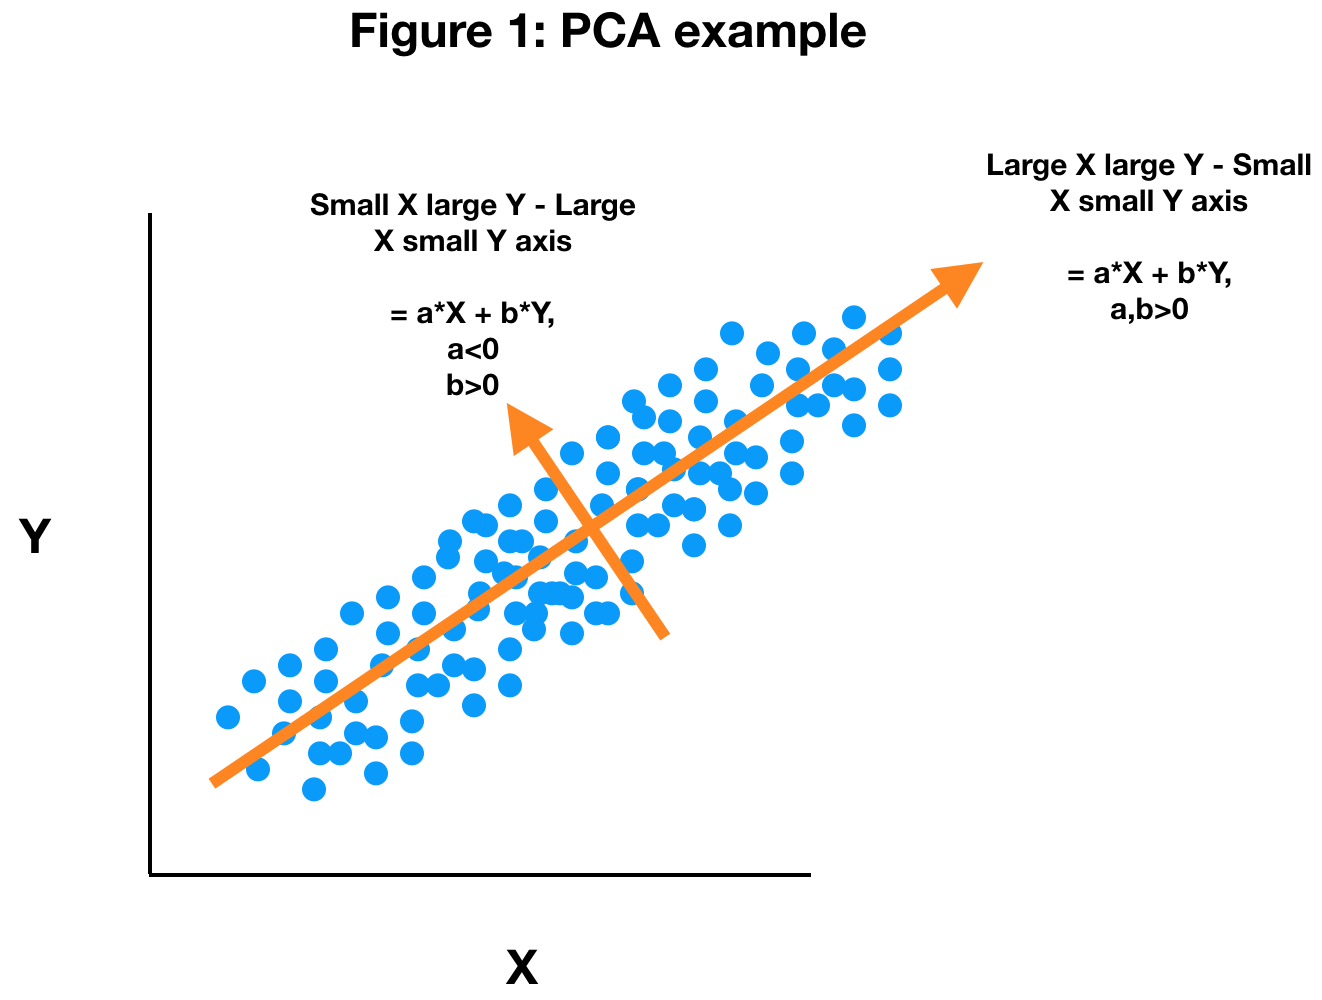 Figure 1: PCA example
Large X large Y - Small
X small Y axis
= a*X + b*Y,
a,b>0
Small X large Y - Large
X small Y axis
= a*X + b*Y,
a<0
b>0
Y
X